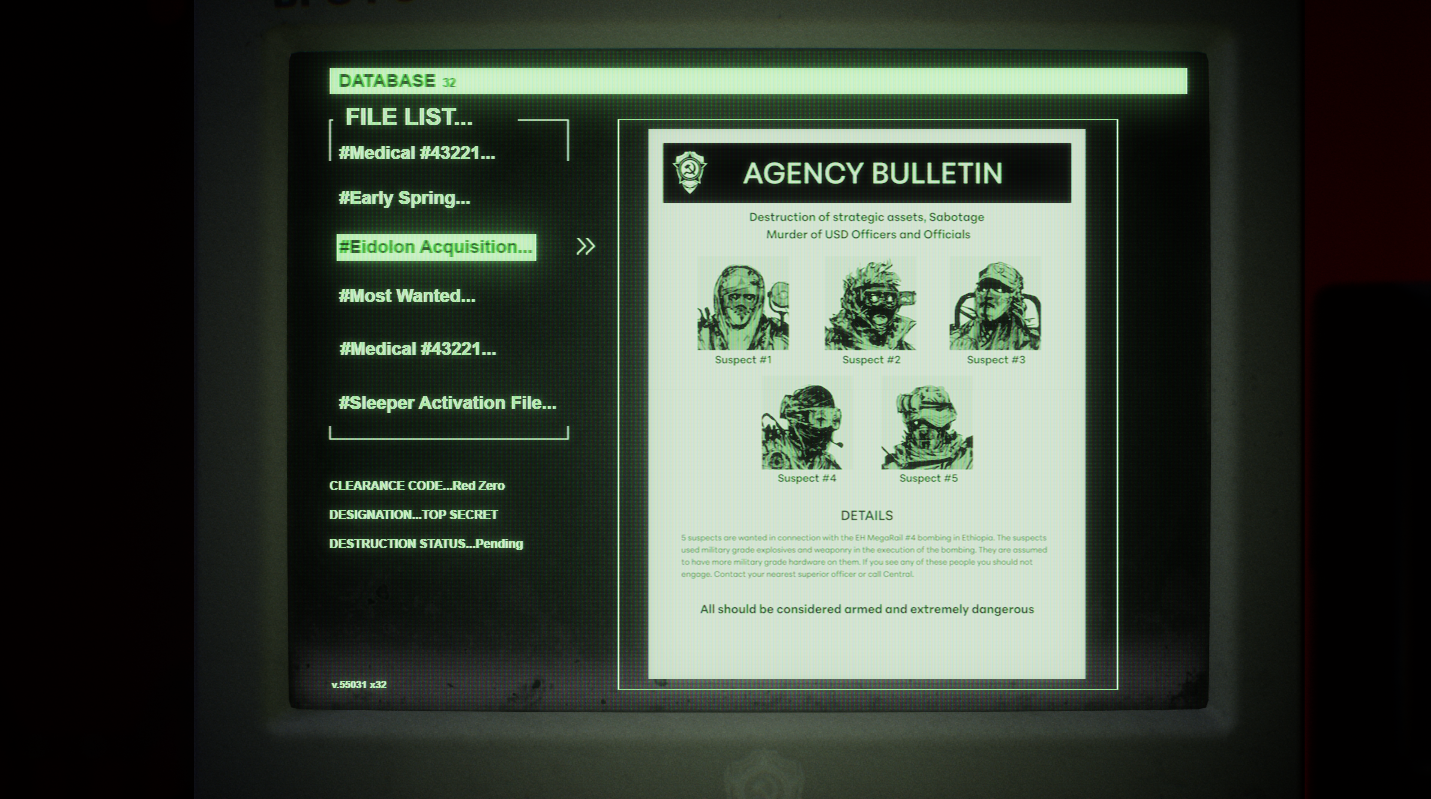 DATABASE 32
FILE LIST...
#Medical #43221...
#Early Spring...
#Eidolon Acquisition...
#Most Wanted...
#Medical #43221...
#Sleeper Activation File...
CLEARANCE CODE...Red Zero
DESIGNATION...TOP SECRET
DESTRUCTION STATUS...Pending
v.55031 x32
AGENCY BULLETIN
Destruction of strategic assets, Sabotage
Murder of USD Officers and Officials
Suspect #1
Suspect #2
Suspect #3
Suspect #4
Suspect #5
DETAILS
5 suspects are wanted in connection with the EH MegaRail #4 bombing in Ethiopia. The suspects
used military grade explosives and weaponry in the execution of the bombing. They are assumed
to have more military grade hardware on them. If you see any of these people you should not
engage. Contact your nearest superior officer or call Central.
All should be considered armed and extremely dangerous